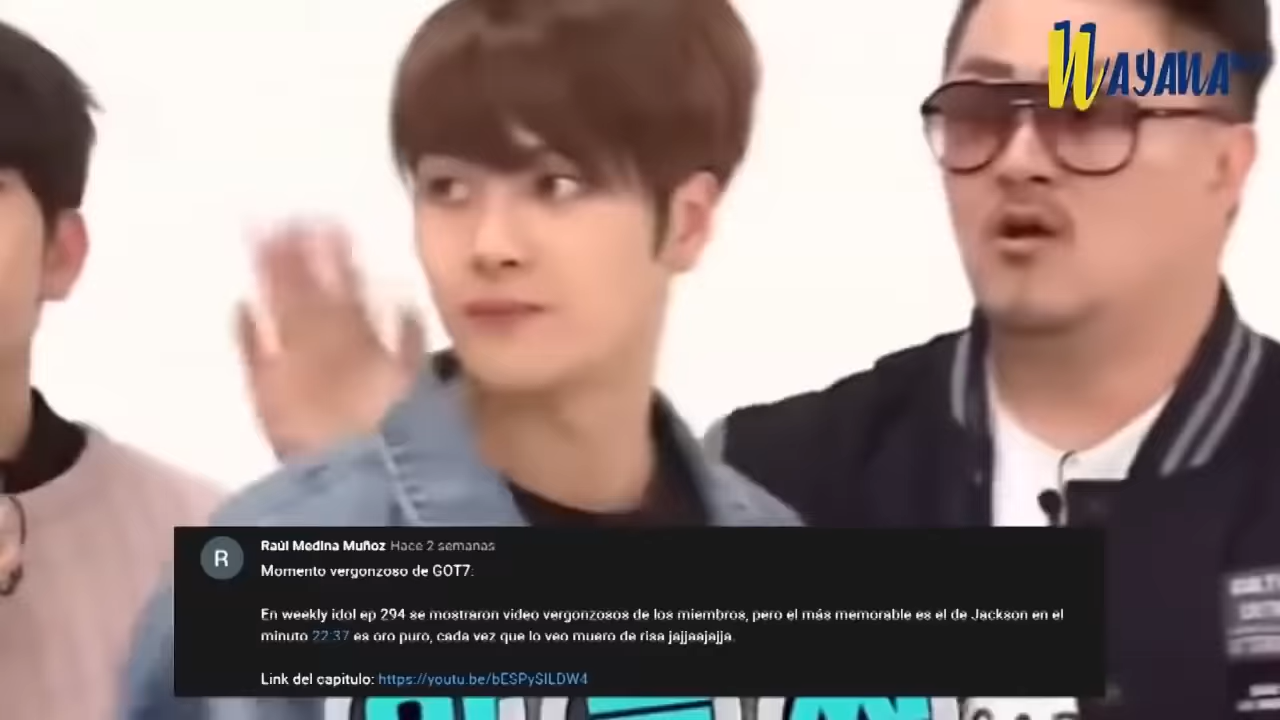 WAYANA
R
Raúl Medina Muñoz Hace 2 semanas
Momento vergonzoso de GOT7:
En weekly idol ep 294 se mostraron video vergonzosos de los miembros, pero el más memorable es el de Jackson en el
minuto 22:37 es oro puro, cada vez que lo veo muero de risa jajjaajajja.
Link del capitulo: https://youtu.be/bESPySILDW4